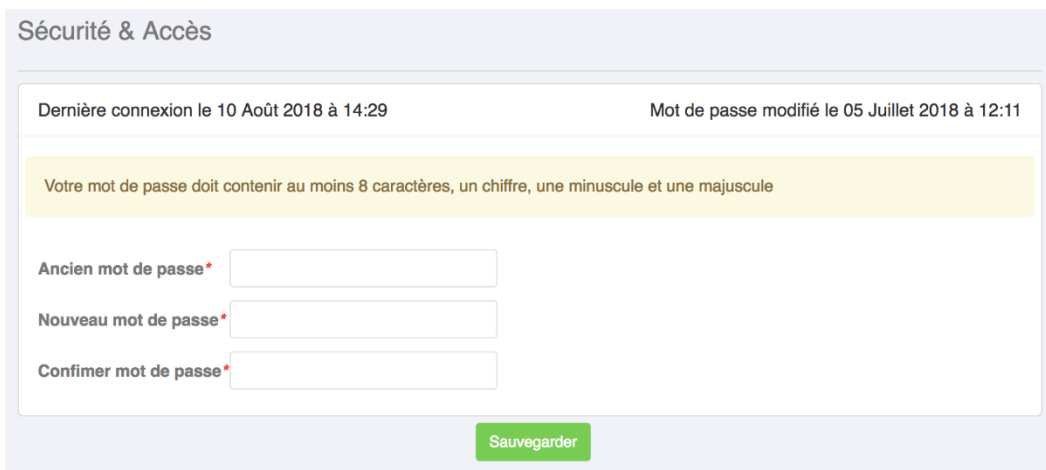 Sécurité & Accès
Dernière connexion le 10 Août 2018 à 14:29
Mot de passe modifié le 05 Juillet 2018 à 12:11
Votre mot de passe doit contenir au moins 8 caractères, un chiffre, une minuscule et une majuscule
Ancien mot de passe*
Nouveau mot de passe*
Confimer mot de passe*
Sauvegarder